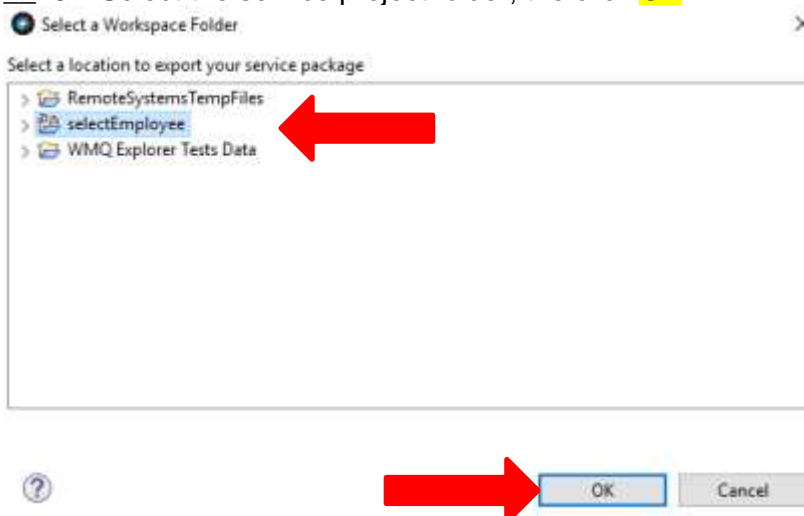 Select a Workspace Folder
Select a location to export your service package
> RemoteSystemsTempFiles
> selectEmployee
> WMQ Explorer Tests Data
?
OK
Cancel